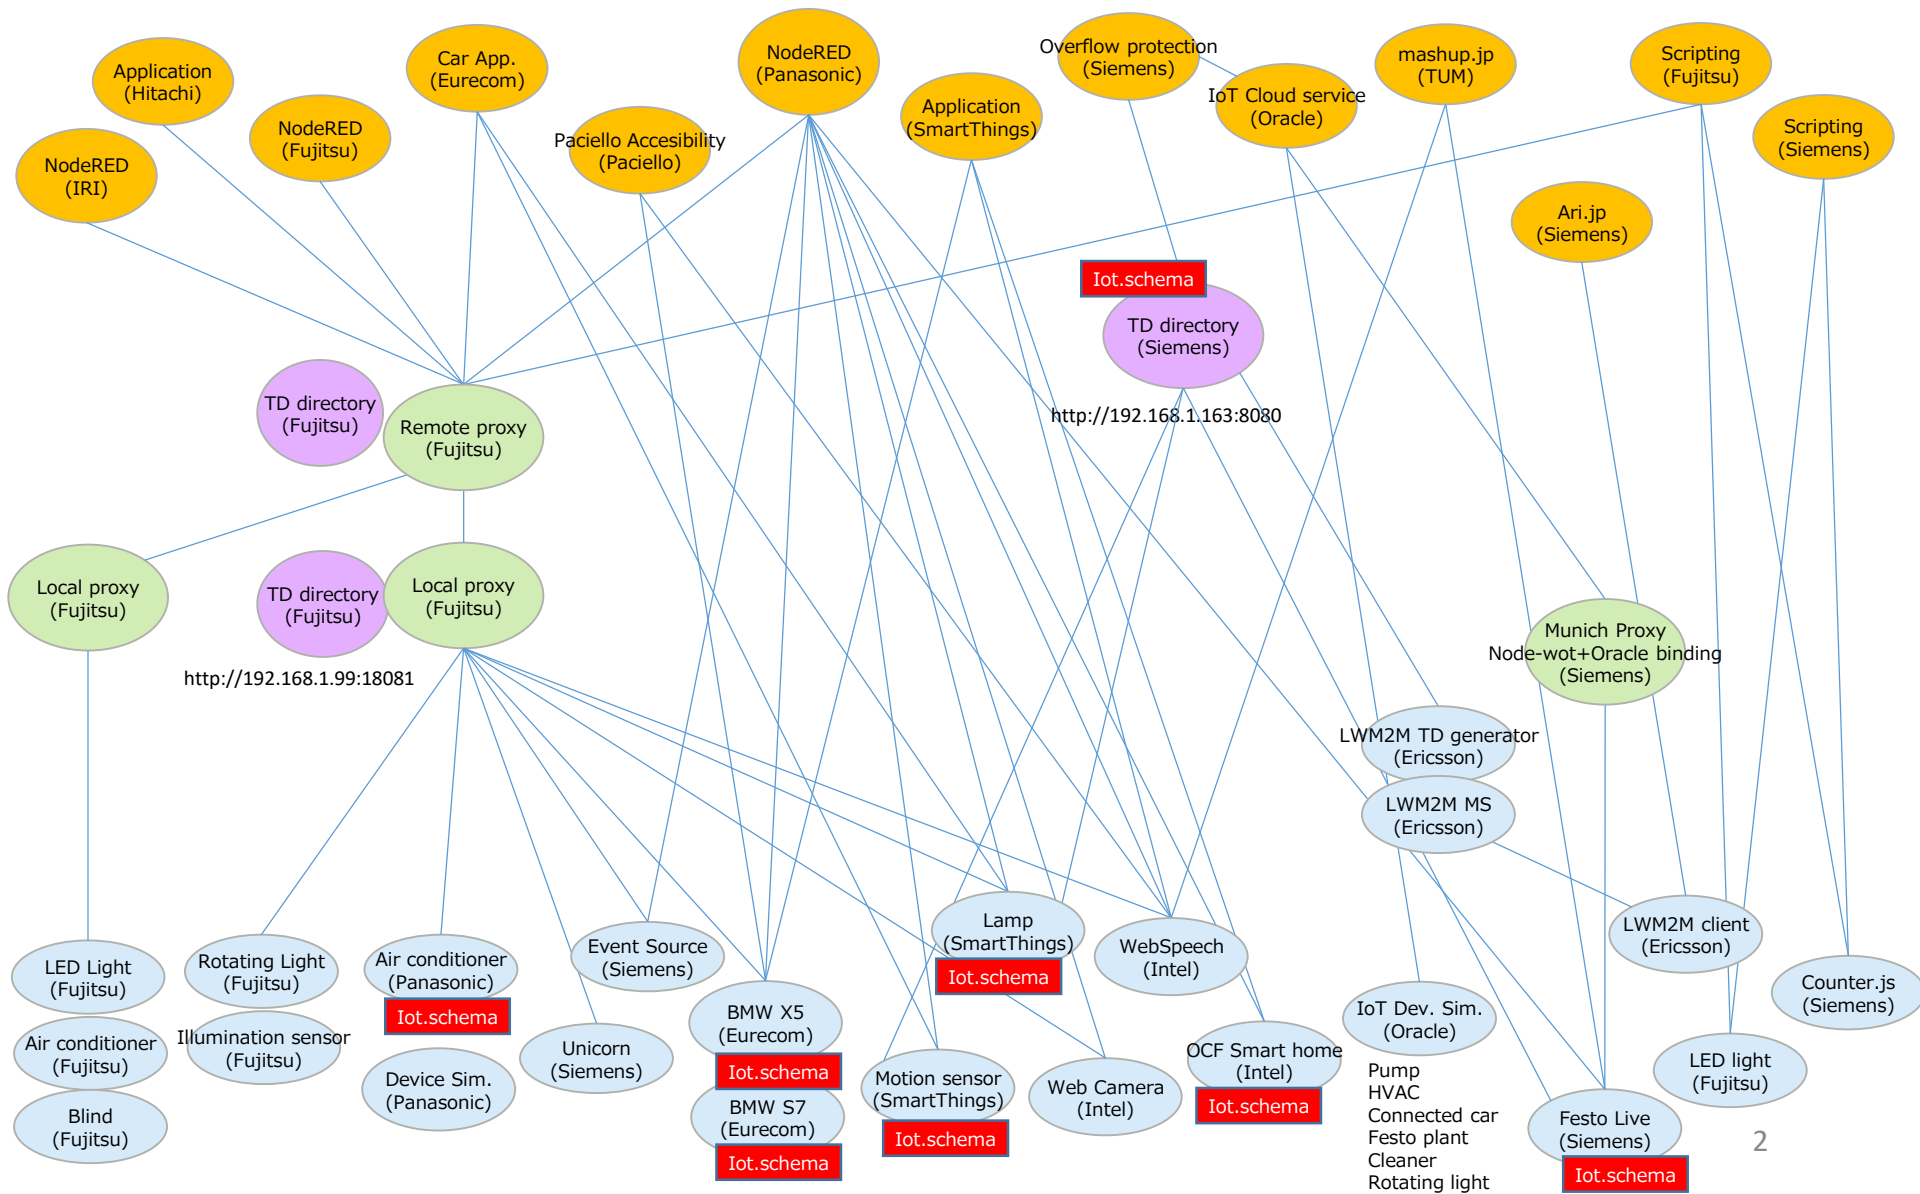 Application
(Hitachi)
Car App.
(Eurecom)
NodeRED
(Panasonic)
Overflow protection
(Siemens)
mashup.jp
(TUM)
Scripting
(Fujitsu)
NodeRED
(IRI)
NodeRED
(Fujitsu)
Paciello Accesibility
(Paciello)
Application
(SmartThings)
IoT Cloud service
(Oracle)
Scripting
(Siemens)
Ari.jp
(Siemens)
Iot.schema
TD directory
(Siemens)
http://192.168.1.163:8080
TD directory
(Fujitsu)
Remote proxy
(Fujitsu)
Local proxy
(Fujitsu)
TD directory
(Fujitsu)
Local proxy
(Fujitsu)
http://192.168.1.99:18081
Munich Proxy
Node-wot+Oracle binding
(Siemens)
LWM2M TD generator
(Ericsson)
LWM2M MS
(Ericsson)
LED Light
(Fujitsu)
Rotating Light
(Fujitsu)
Air conditioner
(Panasonic)
Iot.schema
Event Source
(Siemens)
Lamp
(SmartThings)
Iot.schema
WebSpeech
(Intel)
LWM2M client
(Ericsson)
Counter.js
(Siemens)
Air conditioner
(Fujitsu)
Illumination sensor
(Fujitsu)
Device Sim.
(Panasonic)
Unicorn
(Siemens)
BMW X5
(Eurecom)
Iot.schema
Motion sensor
(SmartThings)
Iot.schema
Web Camera
(Intel)
OCF Smart home
(Intel)
Iot.schema
IoT Dev. Sim.
(Oracle)
Pump
HVAC
Connected car
Festo plant
Cleaner
Rotating light
LED light
(Fujitsu)
Blind
(Fujitsu)
BMW S7
(Eurecom)
Iot.schema
Festo Live
(Siemens)
Iot.schema
2